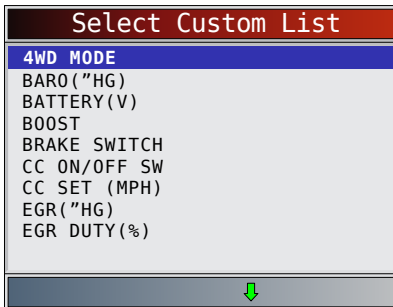 Select Custom List
4WD MODE
BARO(”HG)
BATTERY(V)
BOOST
BRAKE SWITCH
CC ON/OFF SW
CC SET (MPH)
EGR(”HG)
EGR DUTY(%)